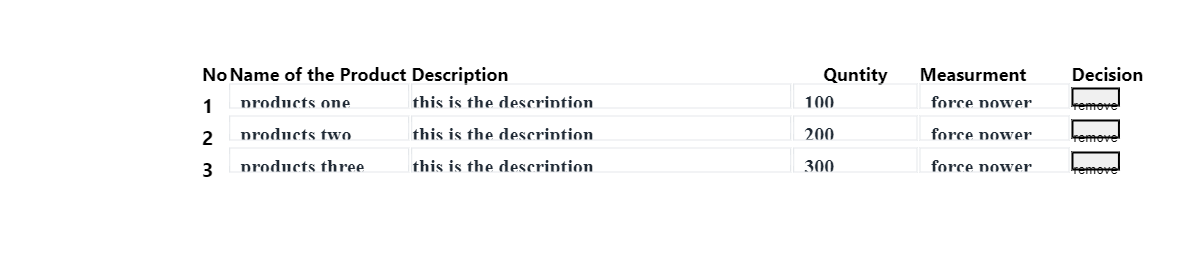 No Name of the Product Description Quntity Measurment Decision
1 products one this is the description 100 force power remove
2 products two this is the description 200 force power remove
3 products three this is the description 300 force power remove